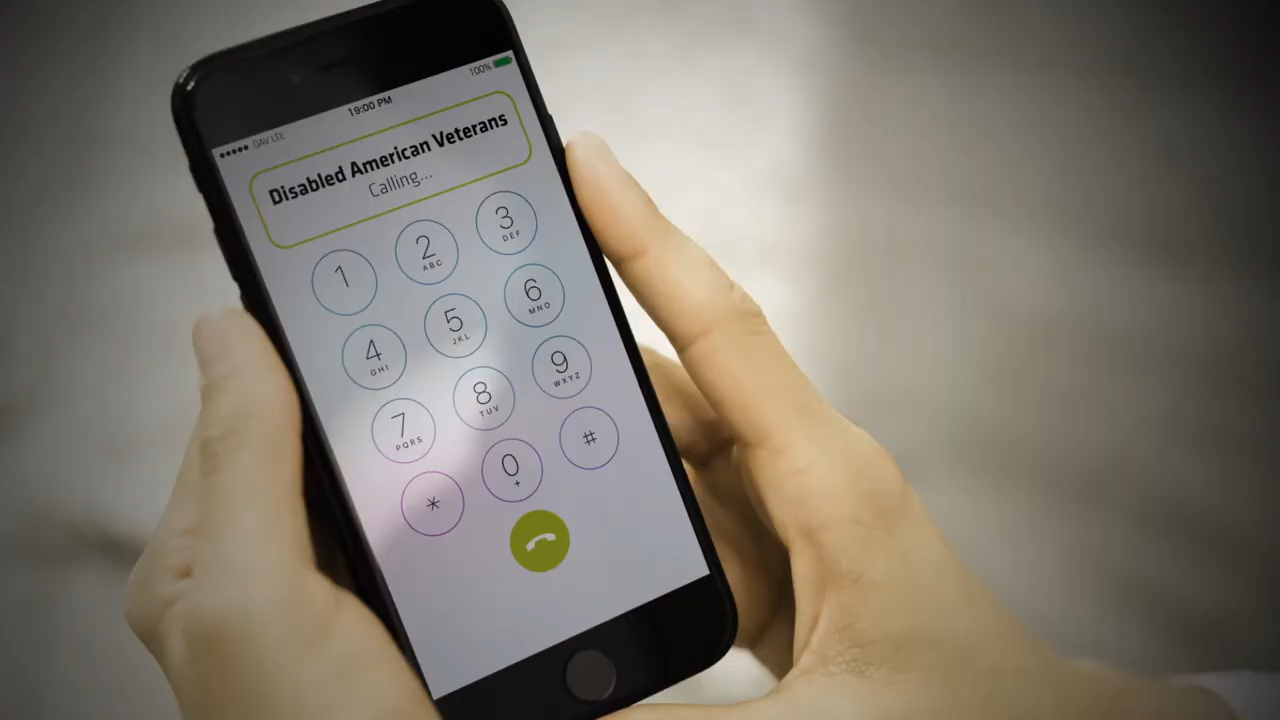 100%
19:00 PM
DAV LTE
Disabled American Veterans
Calling...
1
2
ABC
3
DEF
4
GHI
5
JKL
6
MNO
7
PQRS
8
TUV
9
WXYZ
*
0
+
#